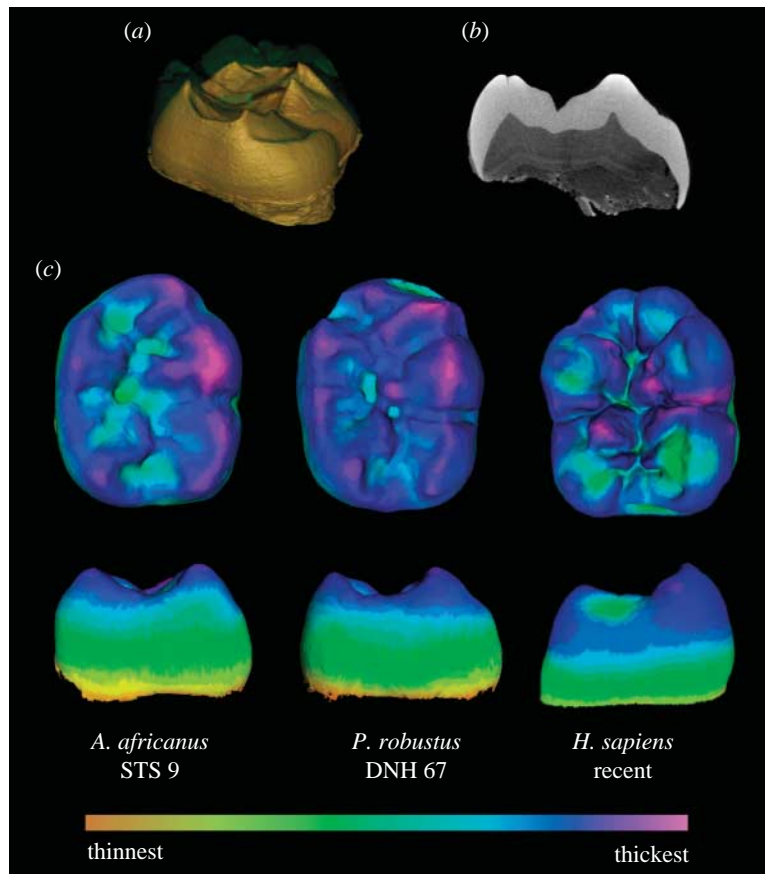 (a)
(b)
(c)
A. africanus
STS 9
P. robustus
DNH 67
H. sapiens
recent
thinnest
thickest